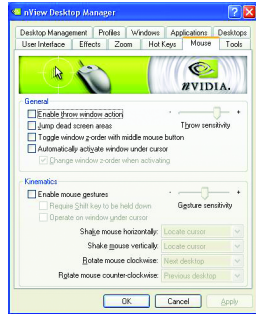 nView Desktop Manager
Desktop Management Profiles Windows Applications Desktops
User Interface Effects Zoom Hot Keys Mouse Tools
NVIDIA.
General
Enable throw window action
Jump dead screen areas
Toggle window z-order with middle mouse button
Automatically activate window under cursor
Change window z-order when activating
- +
Throw sensitivity
Kinematics
Enable mouse gestures
Require Shift key to be held down
Operate on window under cursor
- +
Gesture sensitivity
Shake mouse horizontally: Locate cursor
Shake mouse vertically: Locate cursor
Rotate mouse clockwise: Next desktop
Rotate mouse counter-clockwise: Previous desktop
OK Cancel Apply